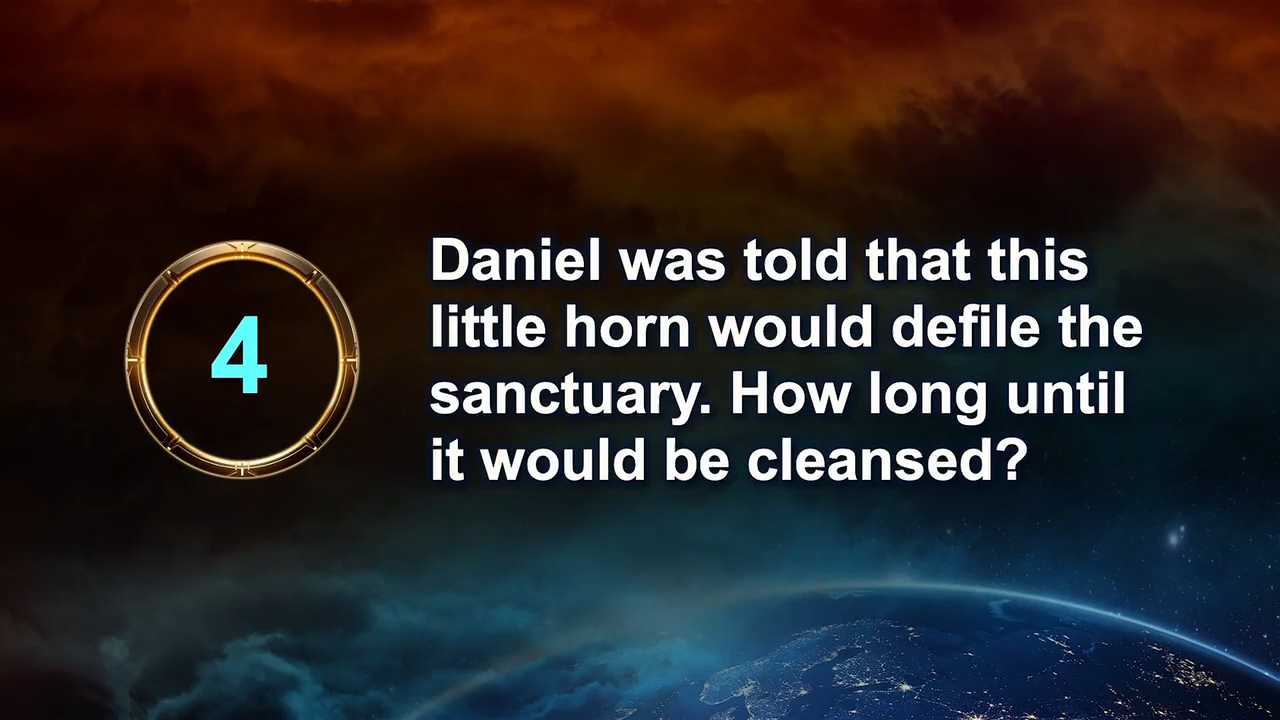 4
Daniel was told that this
little horn would defile the
sanctuary. How long until
it would be cleansed?